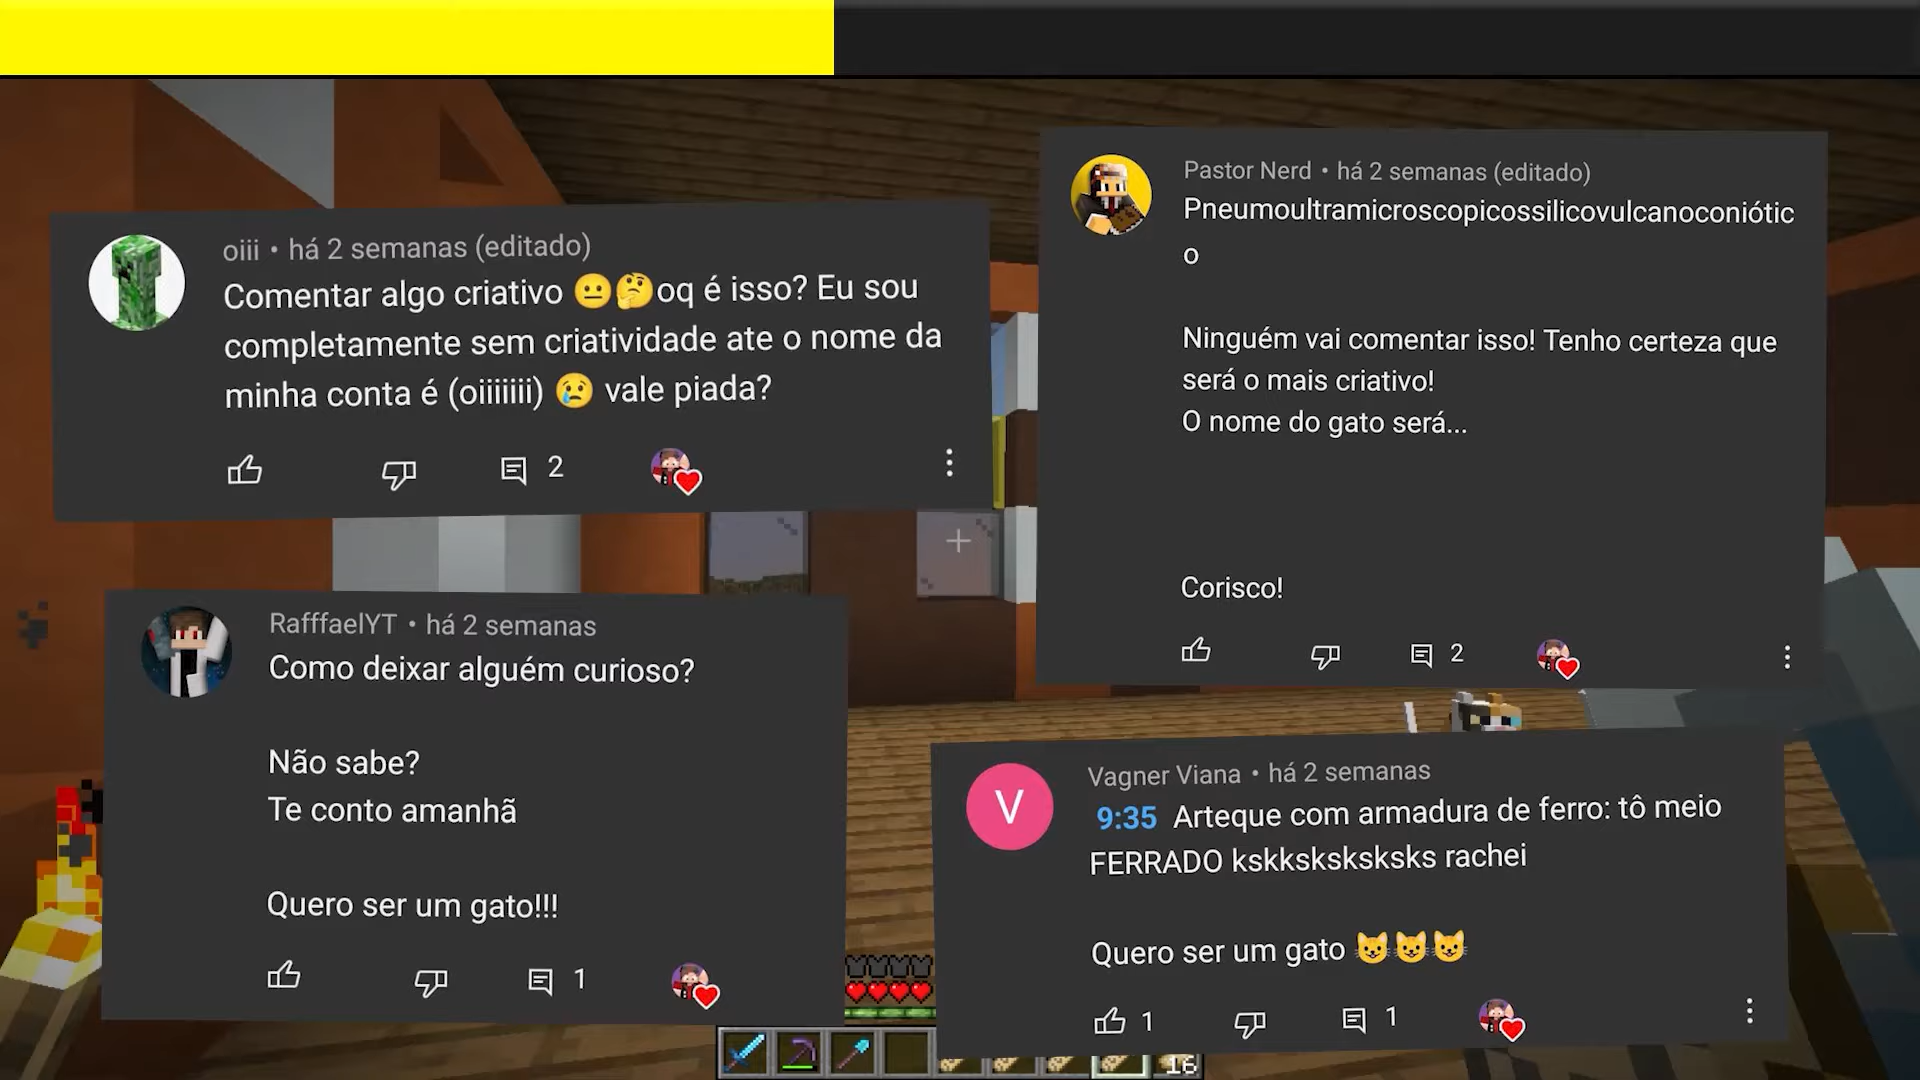 oiii • há 2 semanas (editado)
Comentar algo criativo 😐🤔oq é isso? Eu sou
completamente sem criatividade ate o nome da
minha conta é (oiiiiiii) 😢 vale piada?
2
Pastor Nerd • há 2 semanas (editado)
Pneumoultramicroscopicossilicovulcanoconiótic
o
Ninguém vai comentar isso! Tenho certeza que
será o mais criativo!
O nome do gato será...
Corisco!
2
RafffaelYT • há 2 semanas
Como deixar alguém curioso?
Não sabe?
Te conto amanhã
Quero ser um gato!!!
1
V
Vagner Viana • há 2 semanas
9:35 Arteque com armadura de ferro: tô meio
FERRADO kskksksksksks rachei
Quero ser um gato 😺😺😺
1 1
16